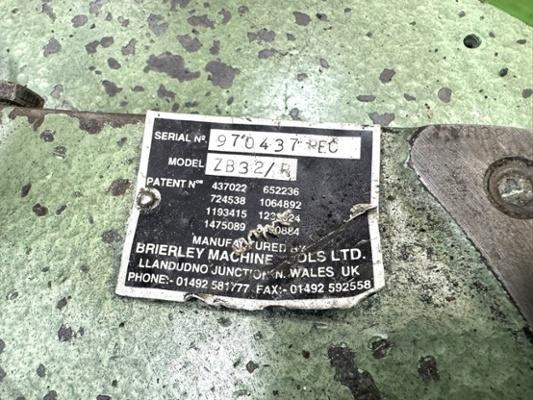 SERIAL Nº. 970437 REC
MODEL ZB32/B
PATENT Nºˢ 437022 652236
724538 1064892
1193415
1475089
MANUFACTURED BY
BRIERLEY MACHINE TOOLS LTD.
LLANDUDNO JUNCTION N. WALES UK
PHONE:- 01492 581777 FAX:- 01492 592558